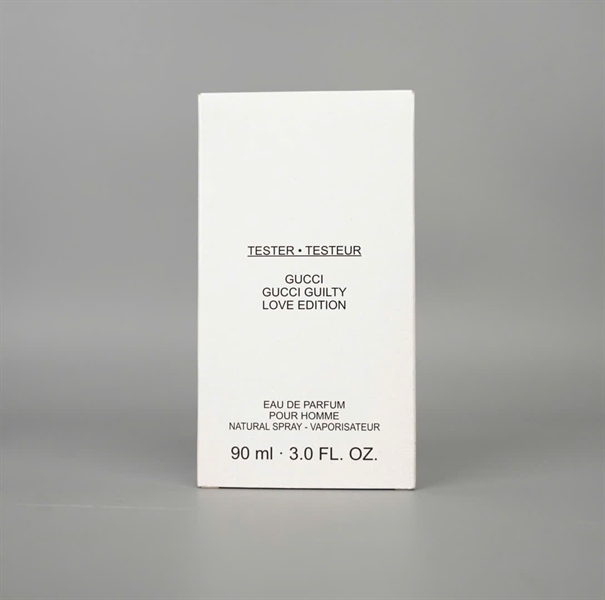 TESTER • TESTEUR
GUCCI
GUCCI GUILTY
LOVE EDITION
EAU DE PARFUM
POUR HOMME
NATURAL SPRAY - VAPORISATEUR
90 ml · 3.0 FL. OZ.